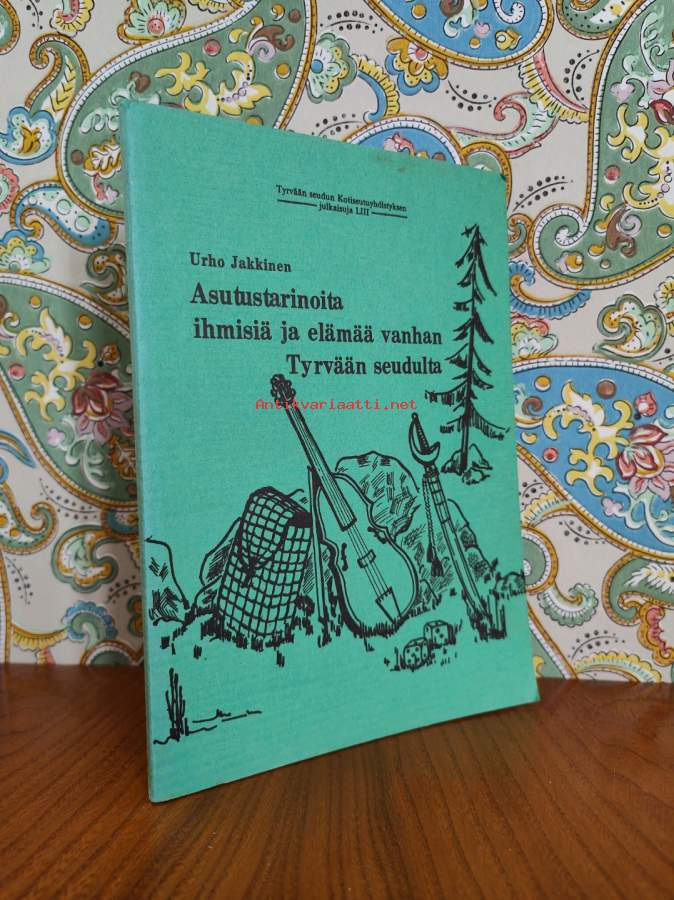 Tyrvään seudun Kotiseutuyhdistyksen
julkaisuja LIII
Urho Jakkinen
Asutustarinoita
ihmisiä ja elämää vanhan
Tyrvään seudulta
Antikvariaatti.net